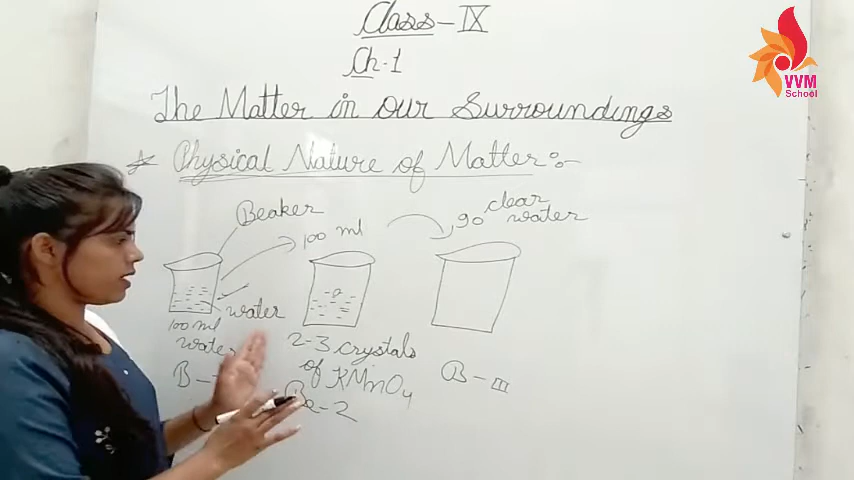 Class-IX
Ch.1
VVM
School
The Matter in our Surroundings
* Physical Nature of Matter:-
Beaker
100 ml
90 clear
water
water
100 ml
water
2-3 crystals
of KMnO4
B-
Be-2
B-III